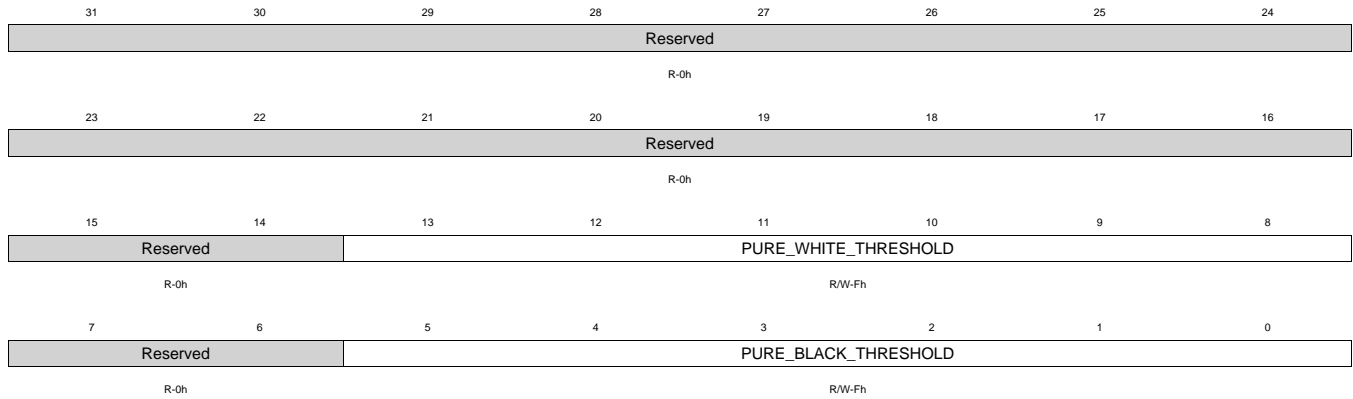 31 30 29 28 27 26 25 24
Reserved
R-0h
23 22 21 20 19 18 17 16
Reserved
R-0h
15 14 13 12 11 10 9 8
Reserved PURE_WHITE_THRESHOLD
R-0h R/W-Fh
7 6 5 4 3 2 1 0
Reserved PURE_BLACK_THRESHOLD
R-0h R/W-Fh